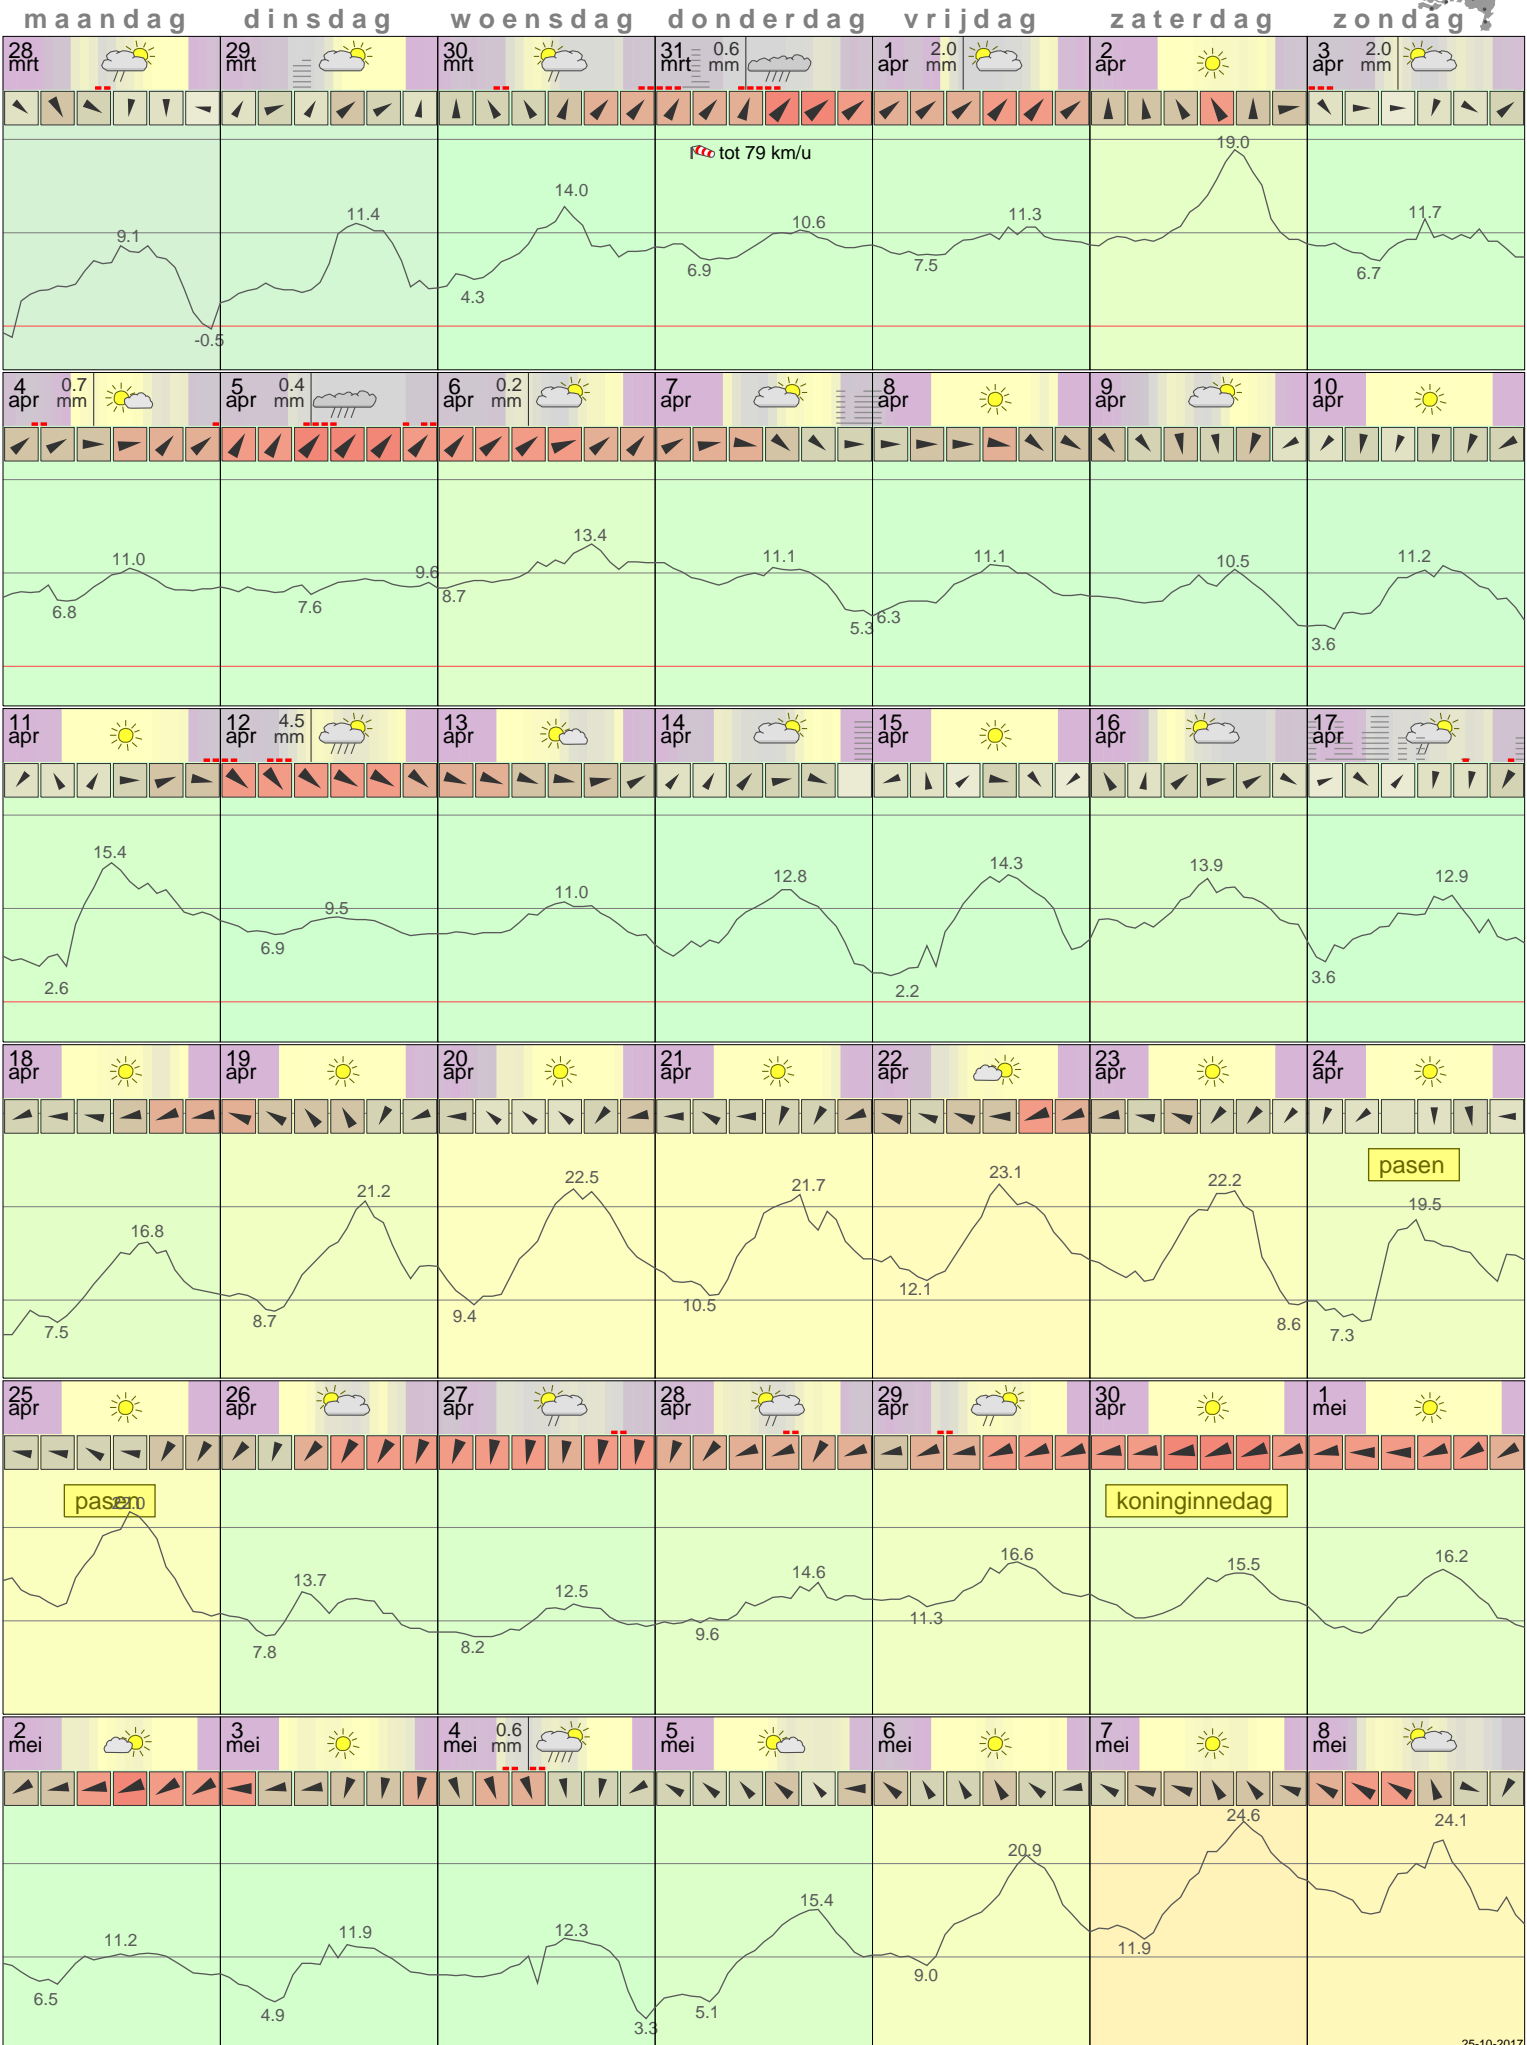 maandag dinsdag woensdag donderdag vrijdag zaterdag zondag
28 29 30 31 0.6 1 2.0 2 3 2.0
mrt mrt mrt mrt mm apr mm apr apr mm
tot 79 km/u
19.0
14.0
11.4 11.3 11.7
9.1 10.6
6.9 7.5 6.7
4.3
-0.5
4 0.7 5 0.4 6 0.2 7 8 9 10
apr mm apr mm apr mm apr apr apr apr
13.4
11.0 11.1 11.1 10.5 11.2
9.6
6.8 7.6 8.7 5.3 6.3
3.6
11 12 4.5 13 14 15 16 17
apr apr mm apr apr apr apr apr
15.4 14.3 13.9
9.5 11.0 12.8 12.9
6.9
2.6 2.2 3.6
18 19 20 21 22 23 24
apr apr apr apr apr apr apr
pasen
16.8 21.2 22.5 21.7 23.1 22.2 19.5
7.5 8.7 9.4 10.5 12.1 8.6 7.3
25 26 27 28 29 30 1
apr apr apr apr apr apr mei
pasen koninginnedag
22.0
13.7 12.5 14.6 16.6 15.5 16.2
7.8 8.2 9.6 11.3
2 3 4 0.6 5 6 7 8
mei mei mei mm mei mei mei mei
24.6 24.1
20.9
11.2 11.9 12.3 15.4
6.5 4.9 3.3 5.1 9.0 11.9
25-10-2017